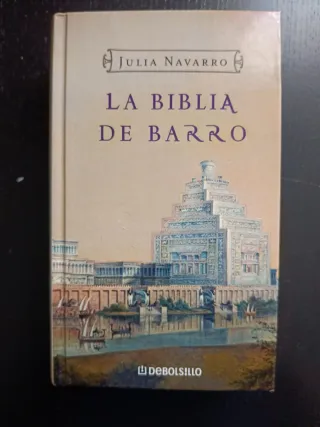 JULIA NAVARRO
LA BIBLIA
DE BARRO
DEBOLSILLO